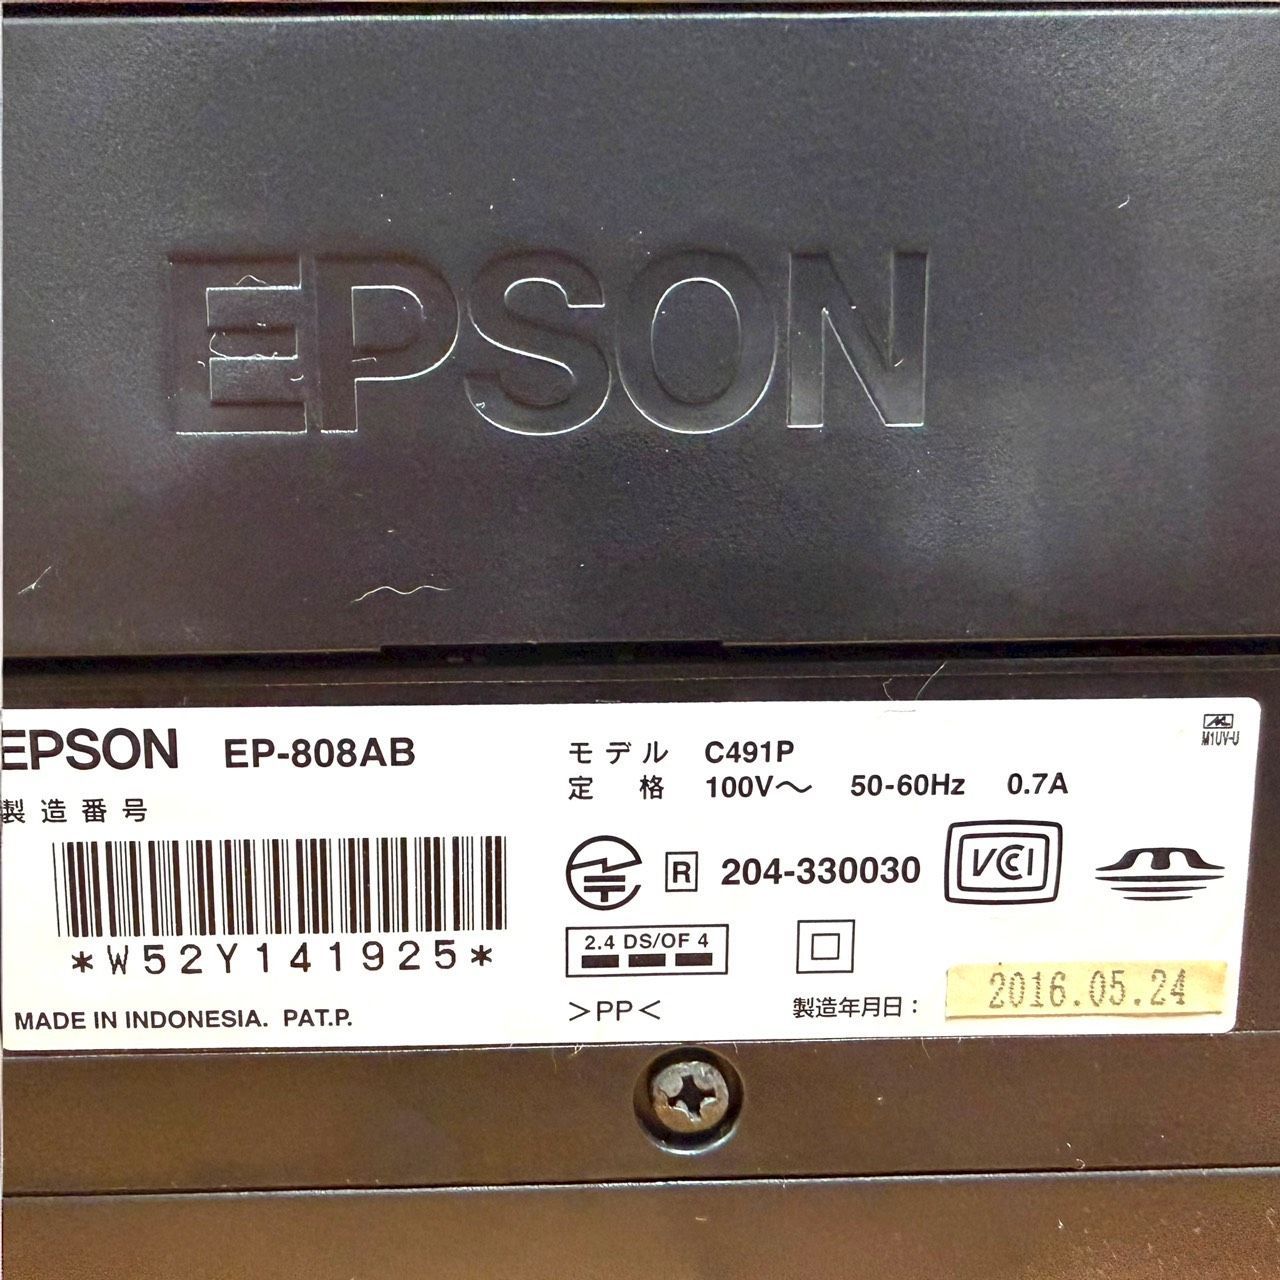 EPSON
EPSON EP-808AB
製造番号
*W52Y141925*
MADE IN INDONESIA. PAT.P.
モデル C491P
定格 100V～ 50-60Hz 0.7A
R 204-330030
VCCI
2.4 DS/OF 4
>PP<
製造年月日： 2016.05.24
M1UV-U